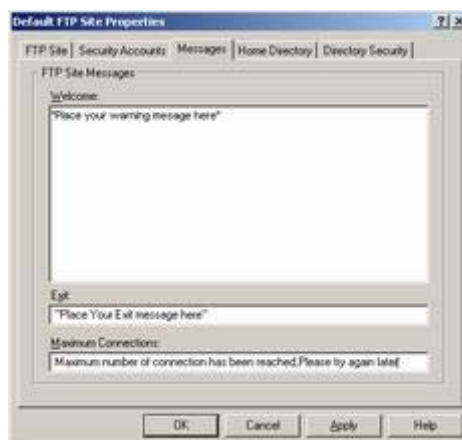 Default FTP Site Properties
FTP Site Security Accounts Messages Home Directory Directory Security
FTP Site Messages
Welcome:
"Place your warning mesage here"
Exit:
"Place Your Exit message here"
Maximum Connections:
Maximum number of connection has been reached,Please try again later
OK Cancel Apply Help